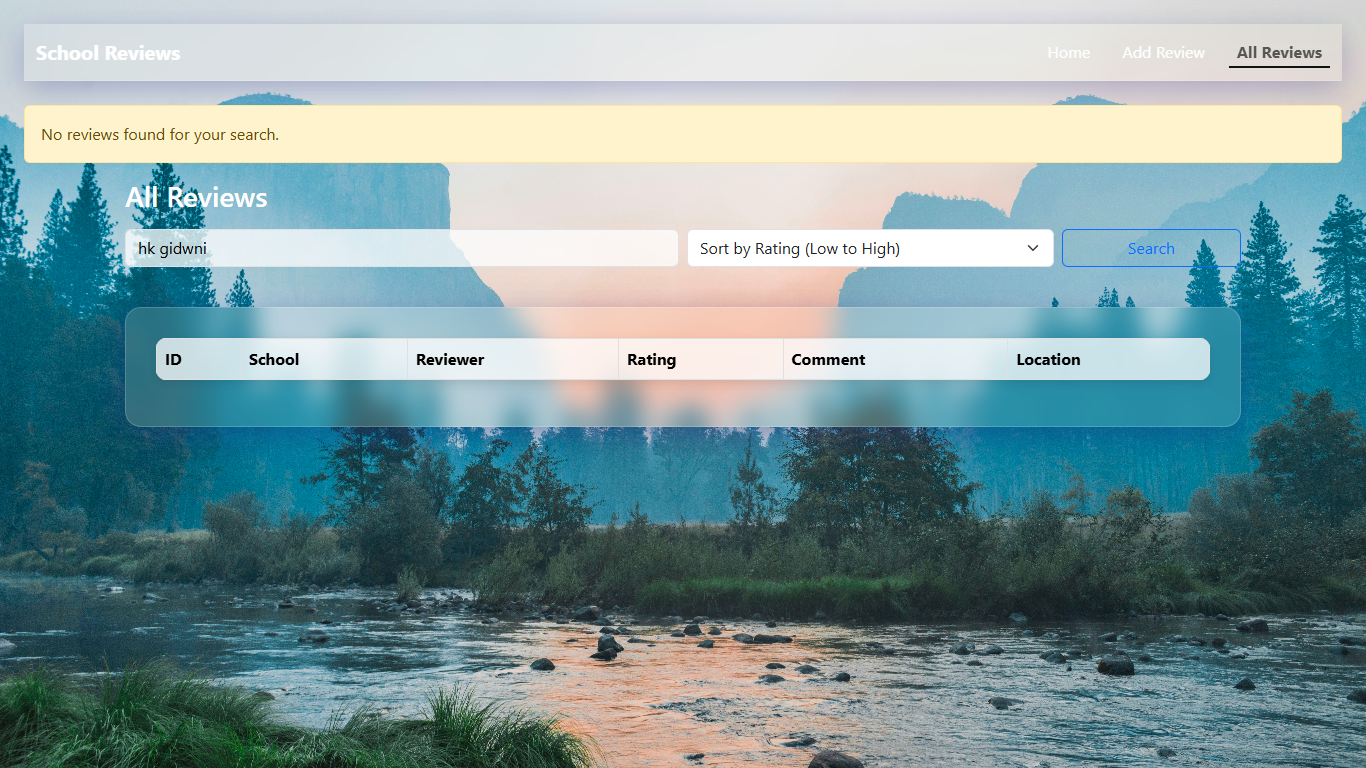 School Reviews Home Add Review All Reviews
No reviews found for your search.
All Reviews
hk gidwni Sort by Rating (Low to High) Search
ID School Reviewer Rating Comment Location